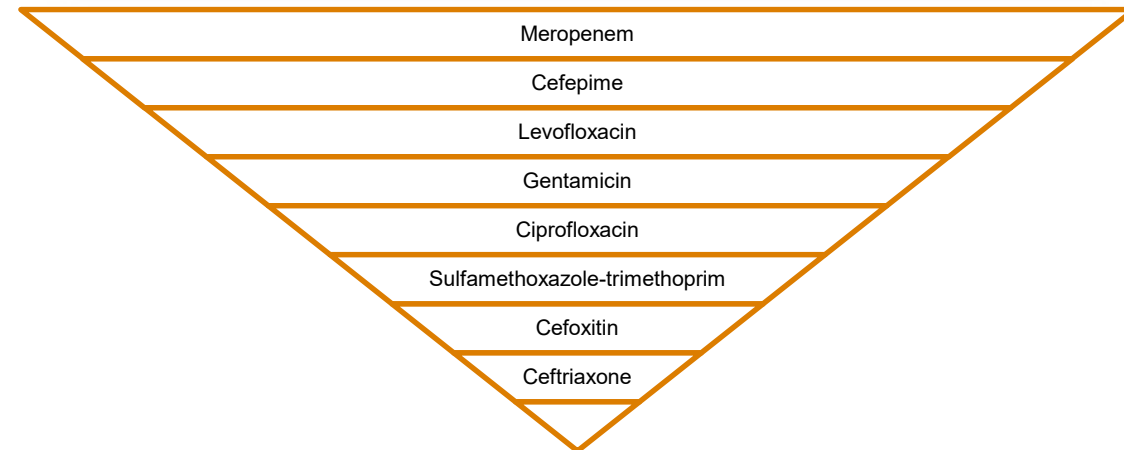 Meropenem
Cefepime
Levofloxacin
Gentamicin
Ciprofloxacin
Sulfamethoxazole-trimethoprim
Cefoxitin
Ceftriaxone